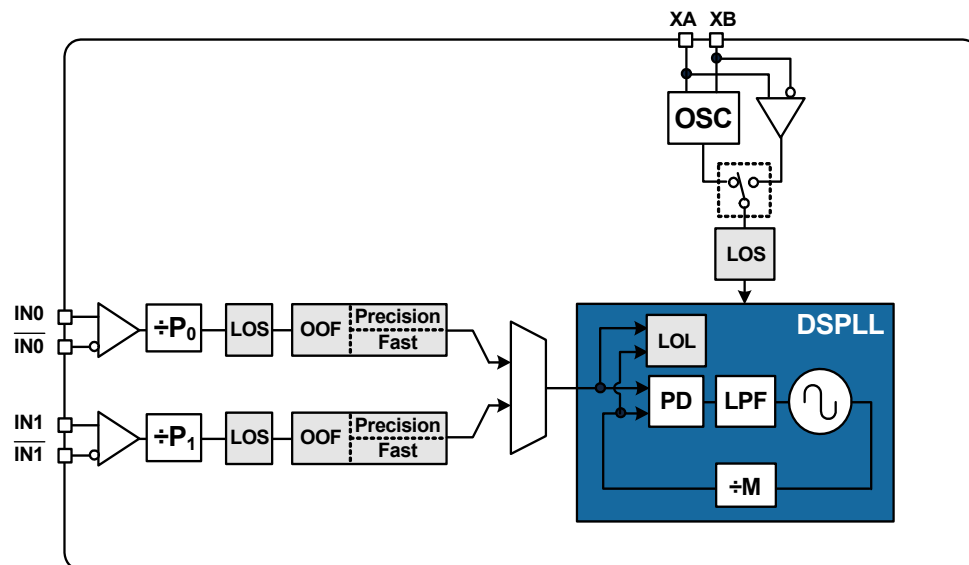 XA XB
OSC
LOS
IN0
IN0
÷P0
LOS
OOF
Precision
Fast
IN1
IN1
÷P1
LOS
OOF
Precision
Fast
DSPLL
LOL
PD
LPF
÷M